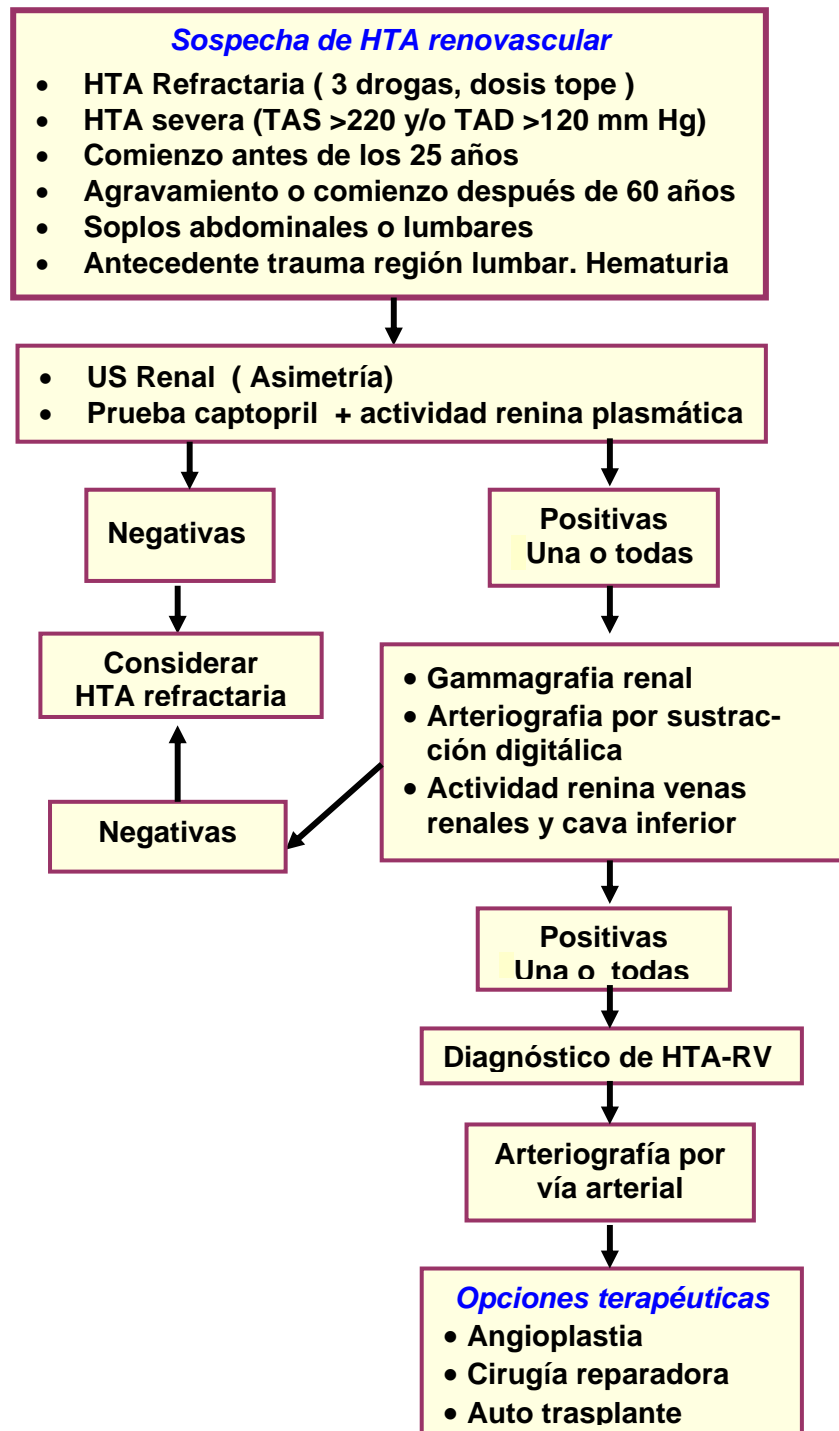 Sospecha de HTA renovascular
• HTA Refractaria ( 3 drogas, dosis tope )
• HTA severa (TAS >220 y/o TAD >120 mm Hg)
• Comienzo antes de los 25 años
• Agravamiento o comienzo después de 60 años
• Soplos abdominales o lumbares
• Antecedente trauma región lumbar. Hematuria
• US Renal ( Asimetría)
• Prueba captopril + actividad renina plasmática
Negativas
Positivas
Una o todas
Considerar
HTA refractaria
• Gammagrafia renal
• Arteriografia por sustrac-
ción digitálica
• Actividad renina venas
renales y cava inferior
Negativas
Positivas
Una o todas
Diagnóstico de HTA-RV
Arteriografía por
vía arterial
Opciones terapéuticas
• Angioplastia
• Cirugía reparadora
• Auto trasplante